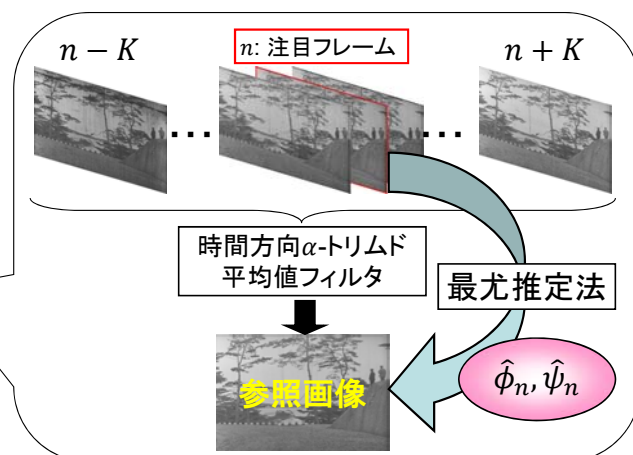 n − K
n: 注目フレーム
n + K
...
...
時間方向α-トリムド
平均値フィルタ
最尤推定法
参照画像
ϕ̂ₙ, ψ̂ₙ